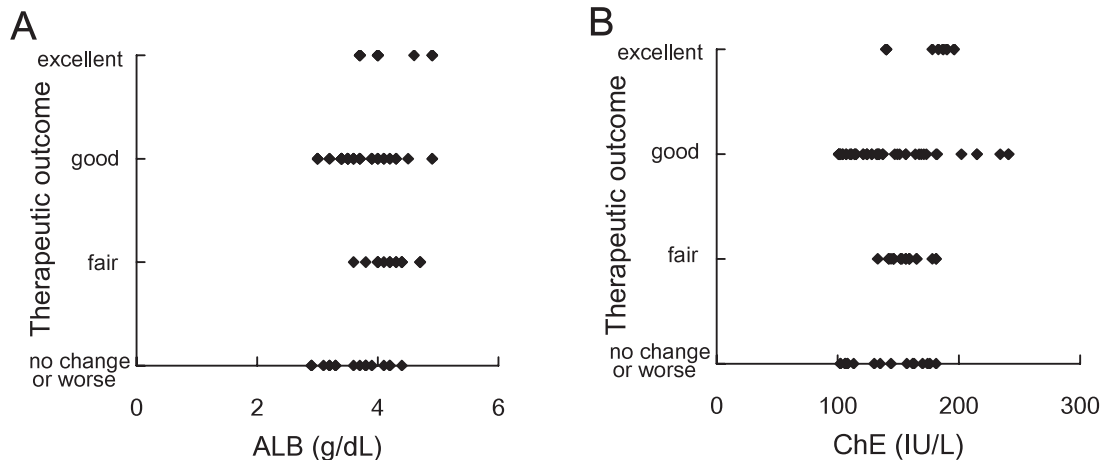 A
Therapeutic outcome
excellent
good
fair
no change
or worse
0 2 4 6
ALB (g/dL)
B
Therapeutic outcome
excellent
good
fair
no change
or worse
0 100 200 300
ChE (IU/L)